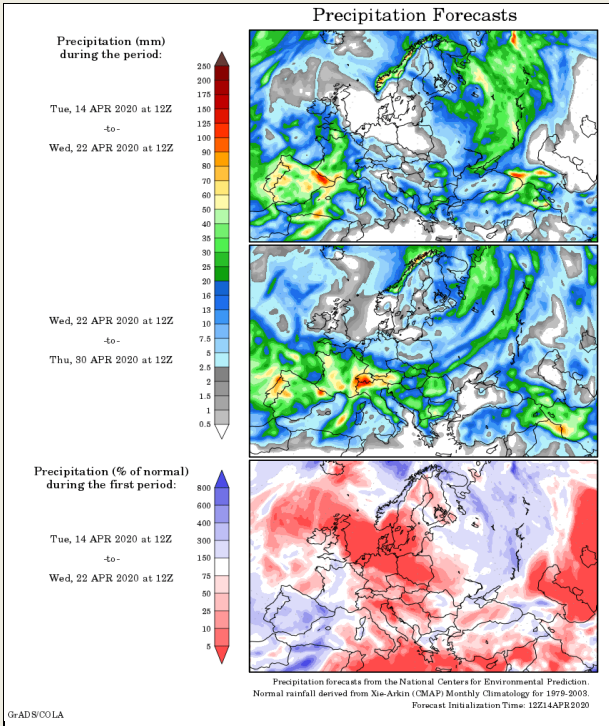 Precipitation Forecasts
Precipitation (mm)
during the period:
Tue, 14 APR 2020 at 12Z
-to-
Wed, 22 APR 2020 at 12Z
250
200
175
150
125
100
90
80
70
60
50
40
35
30
25
20
16
13
10
7.5
5
2.5
2
1.5
1
0.5
Wed, 22 APR 2020 at 12Z
-to-
Thu, 30 APR 2020 at 12Z
Precipitation (% of normal)
during the first period:
Tue, 14 APR 2020 at 12Z
-to-
Wed, 22 APR 2020 at 12Z
800
600
400
300
150
75
50
25
10
5
Precipitation forecasts from the National Centers for Environmental Prediction.
Normal rainfall derived from Xie-Arkin (CMAP) Monthly Climatology for 1979-2003.
Forecast Initialization Time: 12Z14APR2020
GrADS/COLA